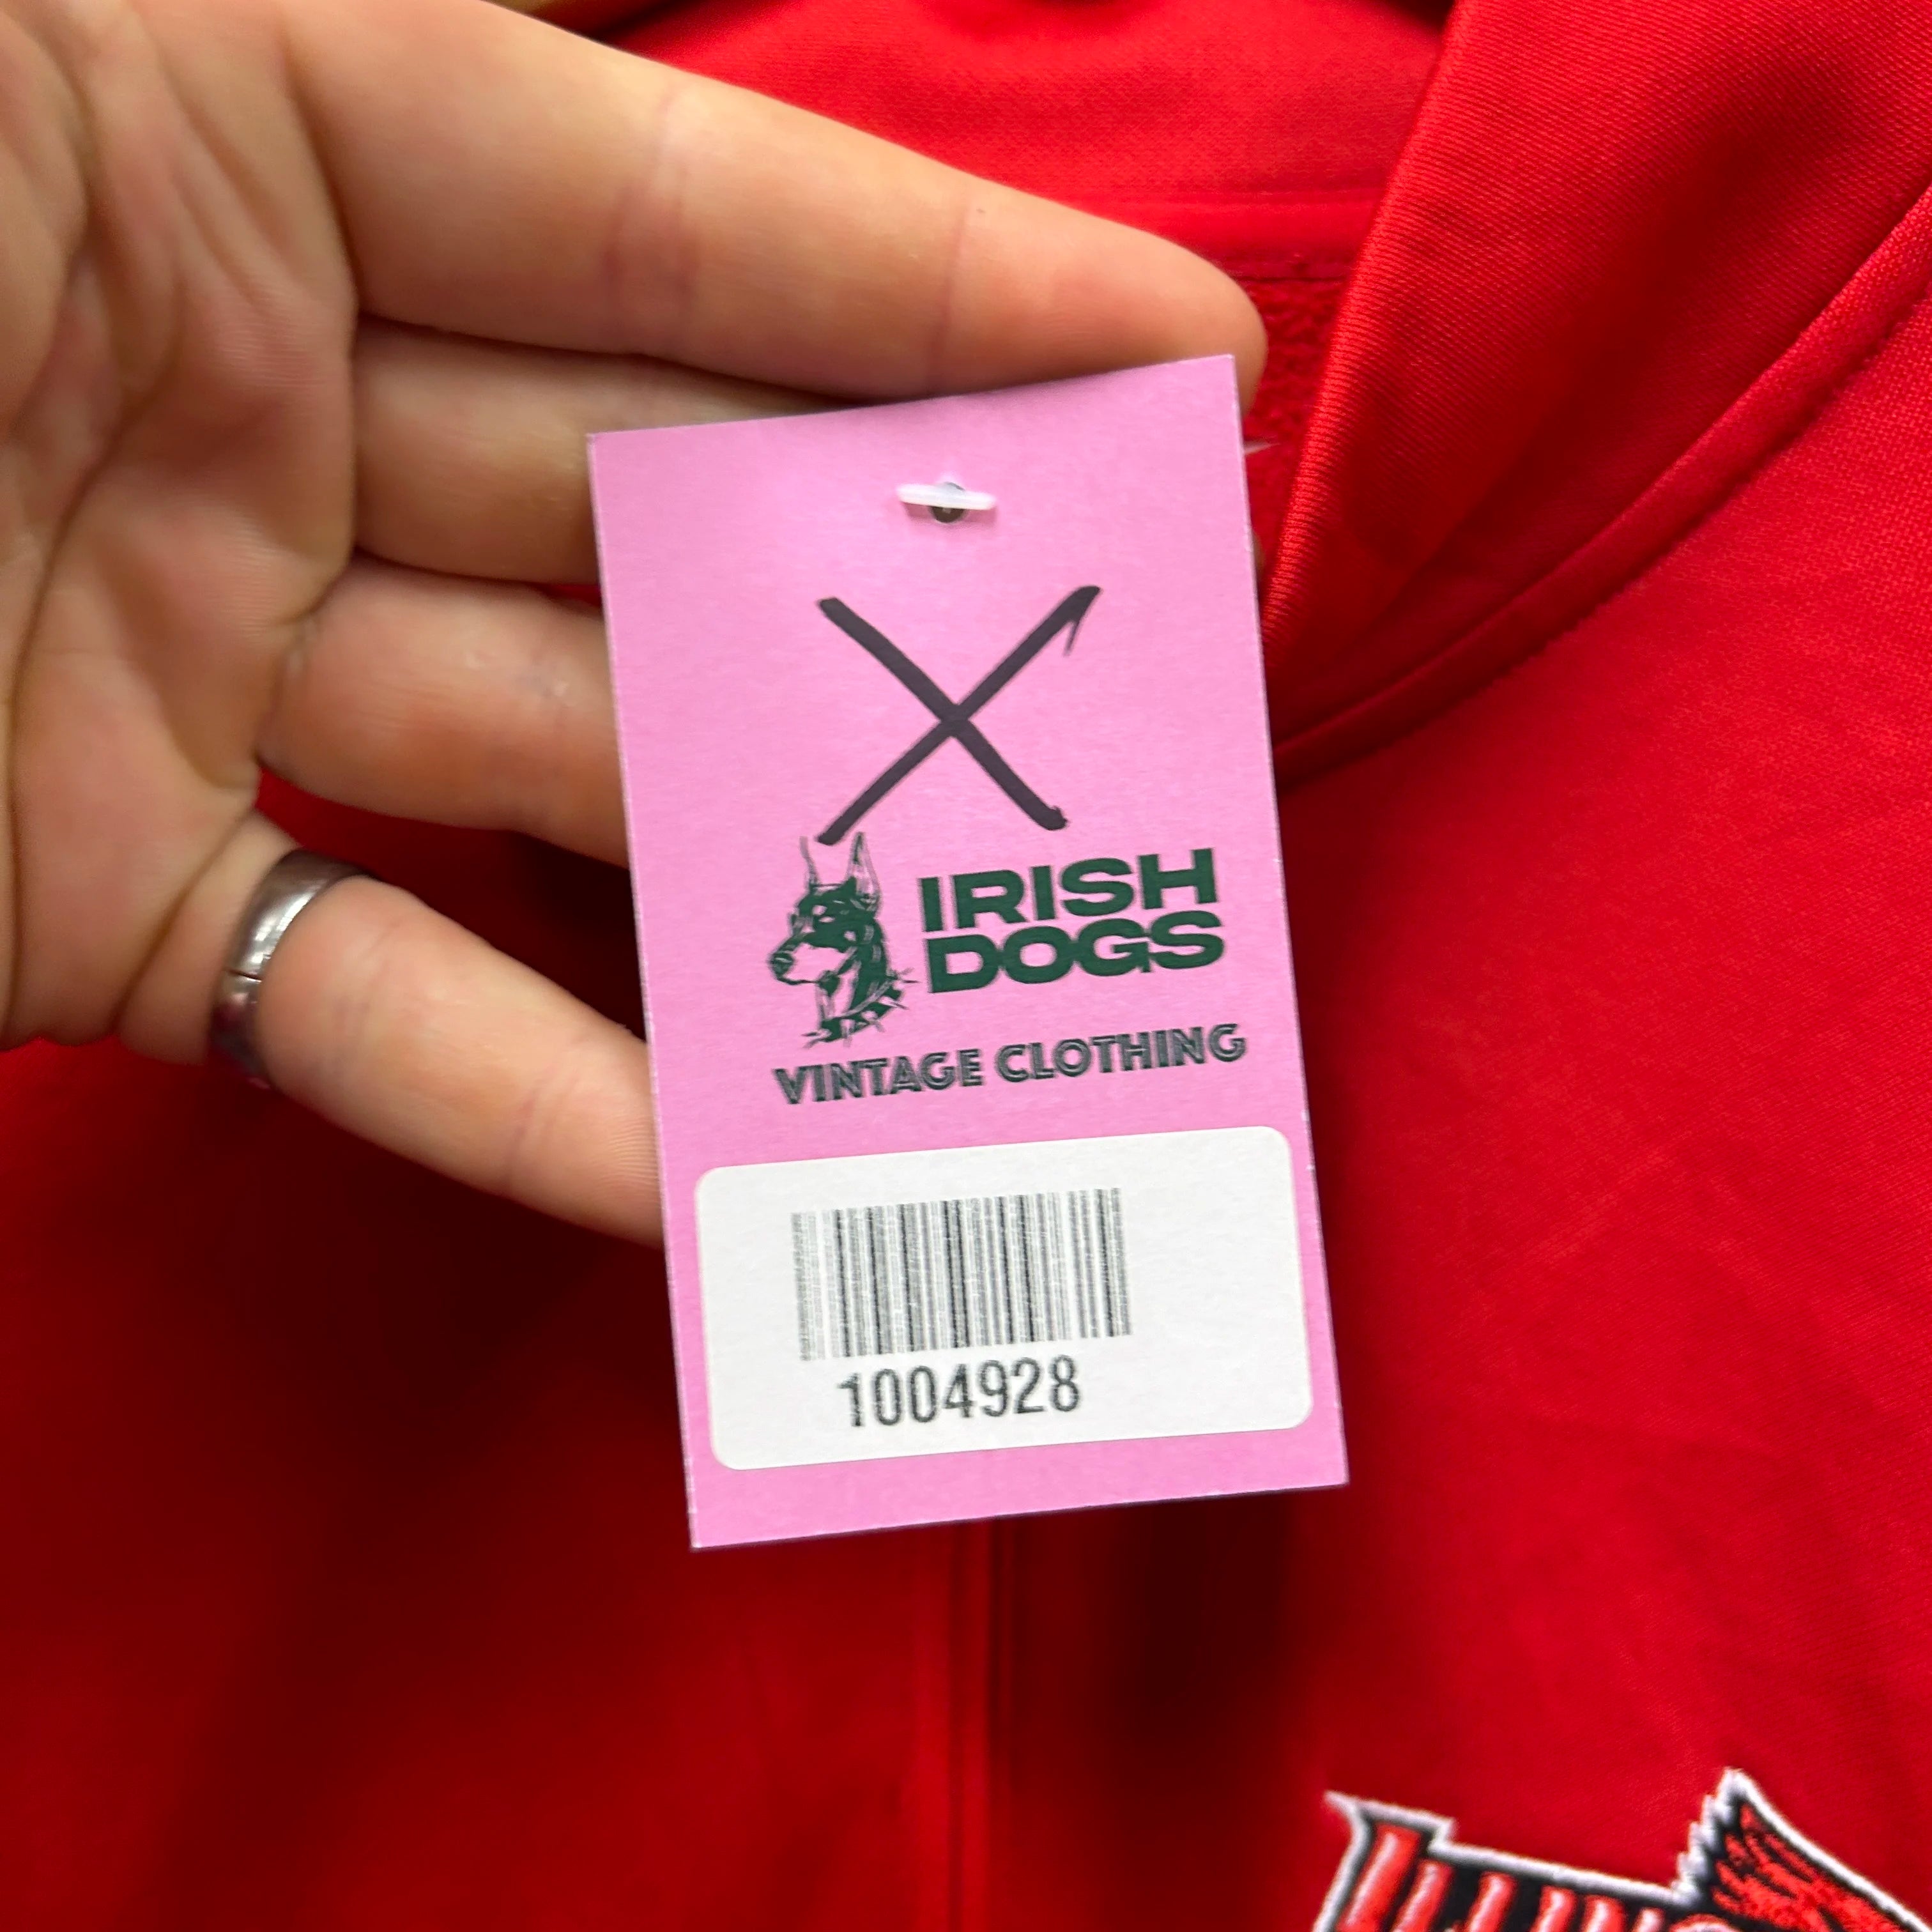 X
IRISH
DOGS
VINTAGE CLOTHING
1004928